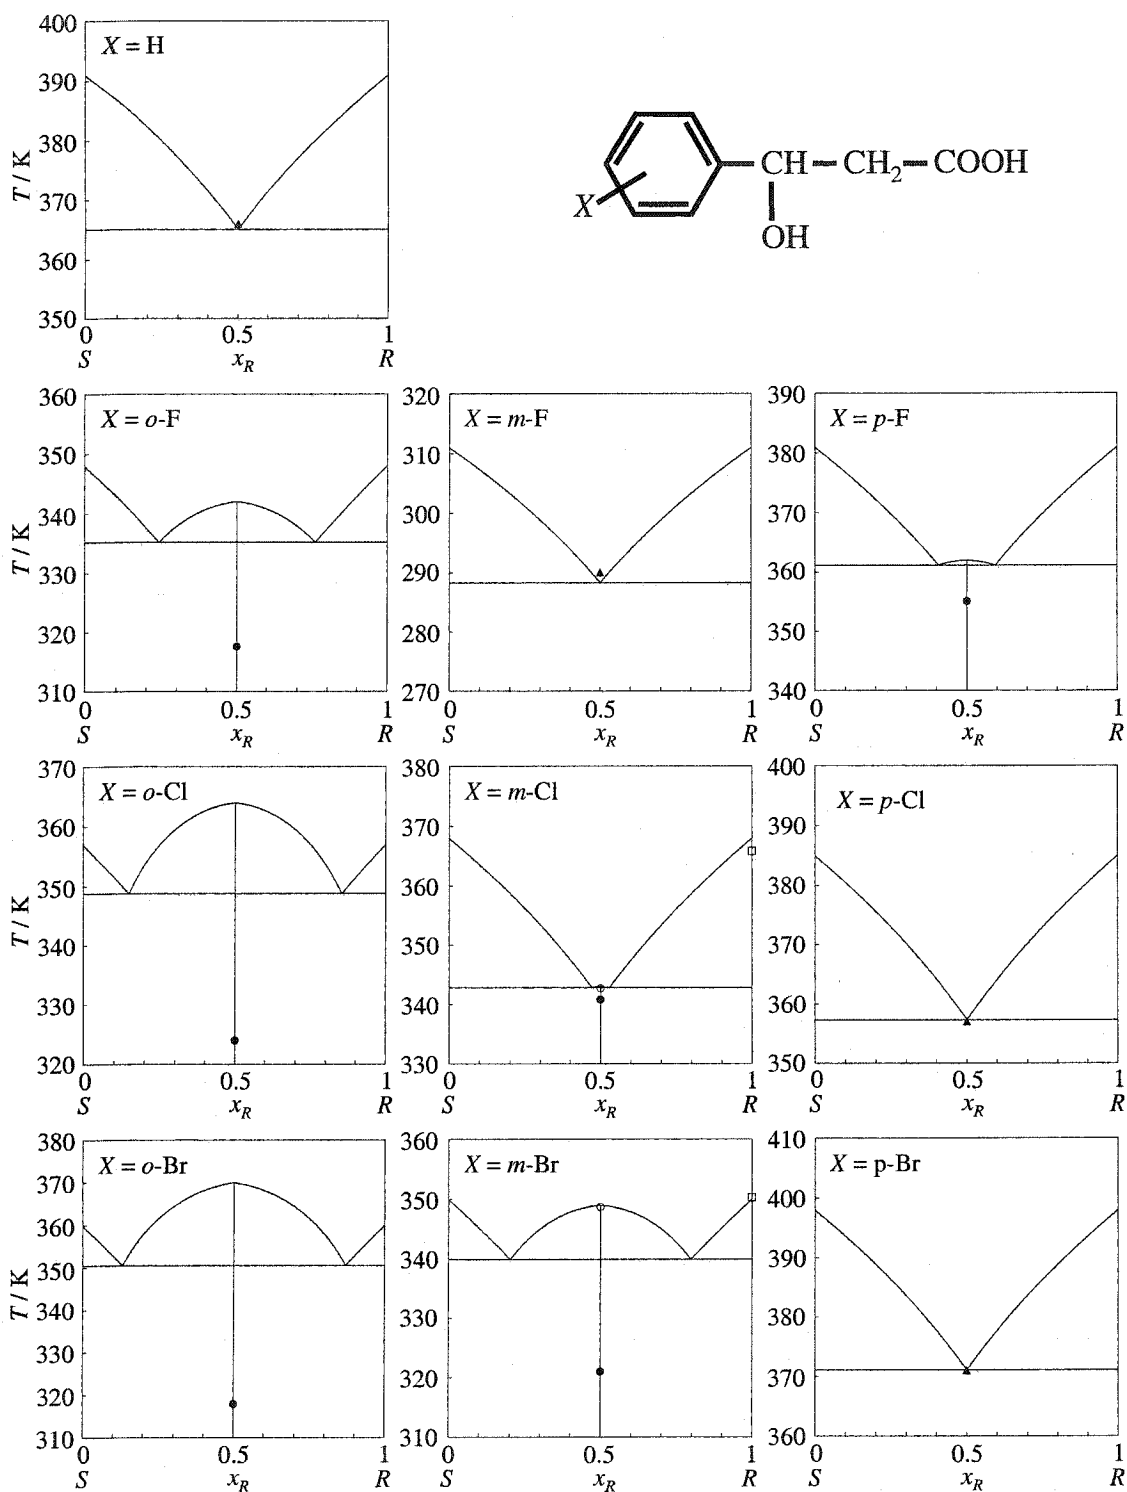 400
X = H
390
380
T / K
370
360
350
0 0.5 1
S x_R R
CH—CH₂—COOH
X
OH
360
X = o-F
350
340
T / K
330
320
310
0 0.5 1
S x_R R
320
X = m-F
310
300
290
280
270
0 0.5 1
S x_R R
390
X = p-F
380
370
360
350
340
0 0.5 1
S x_R R
370
X = o-Cl
360
350
T / K
340
330
320
0 0.5 1
S x_R R
380
X = m-Cl
370
360
350
340
330
0 0.5 1
S x_R R
400
X = p-Cl
390
380
370
360
350
0 0.5 1
S x_R R
380
X = o-Br
370
360
350
T / K
340
330
320
310
0 0.5 1
S x_R R
360
X = m-Br
350
340
330
320
310
0 0.5 1
S x_R R
410
X = p-Br
400
390
380
370
360
0 0.5 1
S x_R R